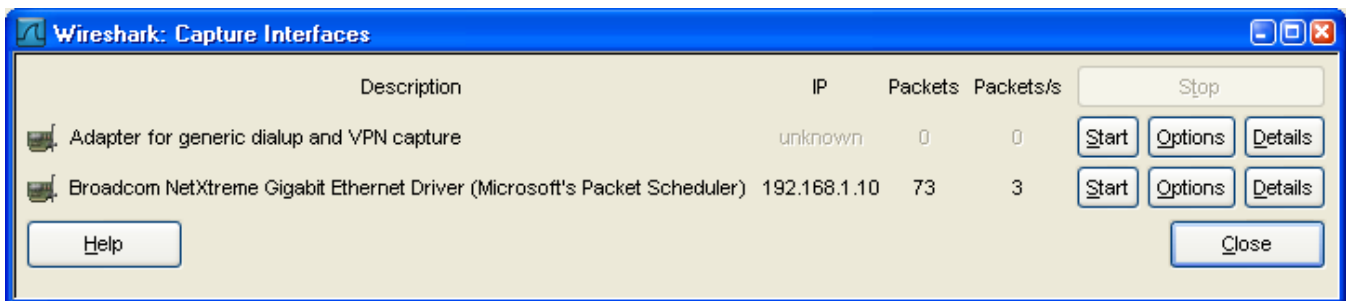 Wireshark: Capture Interfaces
Description IP Packets Packets/s Stop
Adapter for generic dialup and VPN capture unknown 0 0 Start Options Details
Broadcom NetXtreme Gigabit Ethernet Driver (Microsoft's Packet Scheduler) 192.168.1.10 73 3 Start Options Details
Help Close